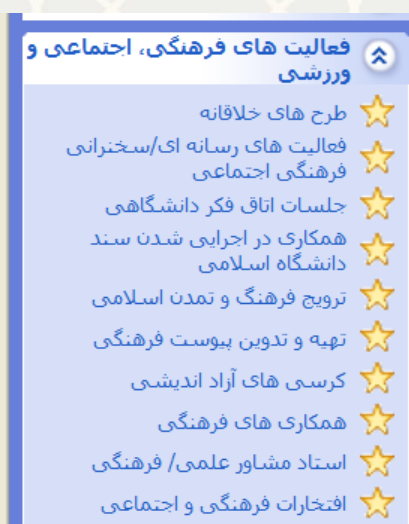 فعالیت های فرهنگی، اجتماعی و
ورزشی
طرح های خلاقانه
فعالیت های رسانه ای/سخنرانی
فرهنگی اجتماعی
جلسات اتاق فکر دانشگاهی
همکاری در اجرایی شدن سند
دانشگاه اسلامی
ترویج فرهنگ و تمدن اسلامی
تهیه و تدوین پیوست فرهنگی
کرسی های آزاد اندیشی
همکاری های فرهنگی
استاد مشاور علمی/ فرهنگی
افتخارات فرهنگی و اجتماعی